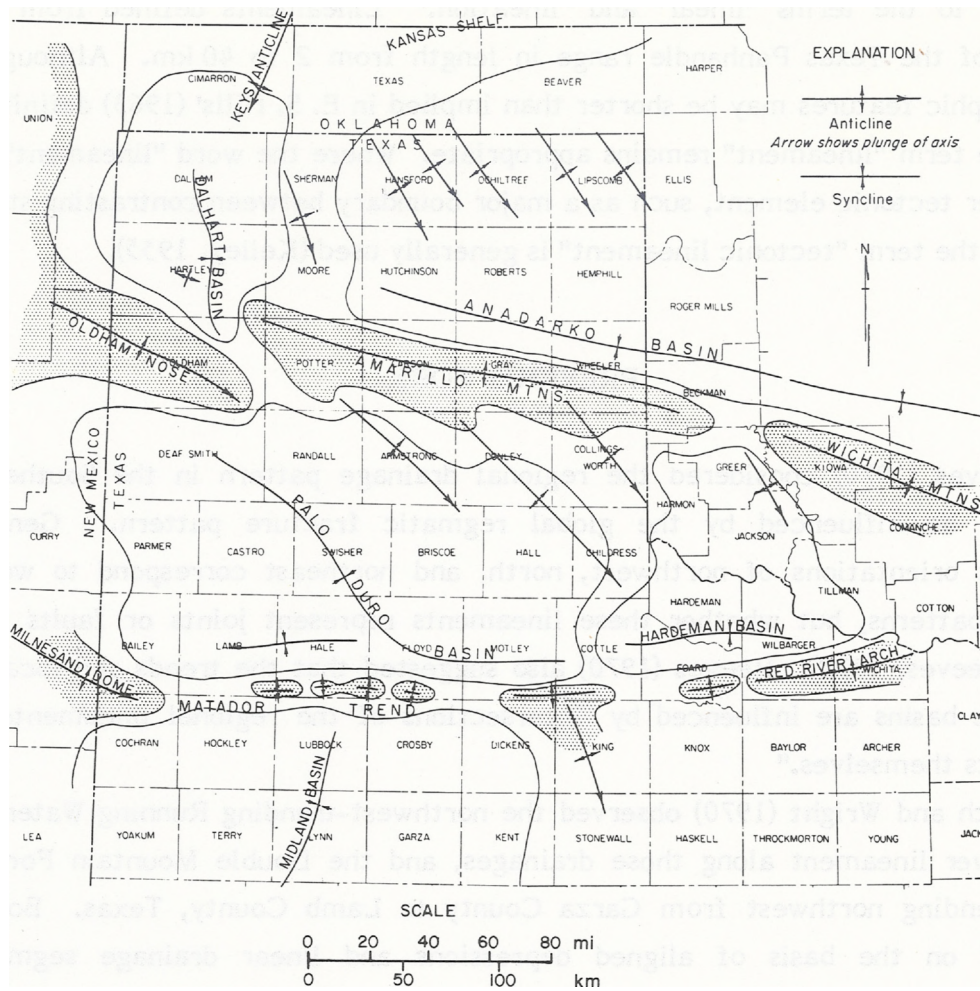 KANSAS SHELF
KEYS ANTICLINE
CIMARRON
TEXAS
BEAVER
HARPER
UNION
OKLAHOMA
TEXAS
DALLAM
SHERMAN
HANSFORD
OCHILTREE
LIPSCOMB
ELLIS
DALHART BASIN
HARTLEY
MOORE
HUTCHINSON
ROBERTS
HEMPHILL
ROGER MILLS
ANADARKO BASIN
OLDHAM NOSE
OLDHAM
POTTER
CARSON
GRAY
WHEELER
AMARILLO MTNS.
BECKMAN
NEW MEXICO
TEXAS
DEAF SMITH
RANDALL
ARMSTRONG
DONLEY
COLLINGS-
WORTH
GREER
KIOWA
WICHITA MTNS
HARMON
COMANCHE
CURRY
PARMER
CASTRO
SWISHER
BRISCOE
HALL
CHILDRESS
JACKSON
PALO DURO BASIN
TILLMAN
HARDEMAN
COTTON
HARDEMAN BASIN
BAILEY
LAMB
HALE
FLOYD
MOTLEY
COTTLE
WILBARGER
FOARD
RED RIVER ARCH
WICHITA
MILNESAND DOME
MATADOR TREND
COCHRAN
HOCKLEY
LUBBOCK
CROSBY
DICKENS
KING
KNOX
BAYLOR
ARCHER
CLAY
MIDLAND BASIN
LEA
YOAKUM
TERRY
LYNN
GARZA
KENT
STONEWALL
HASKELL
THROCKMORTON
YOUNG
JACK
EXPLANATION
Anticline
Arrow shows plunge of axis
Syncline
N
SCALE
0 20 40 60 80 mi
0 50 100 km